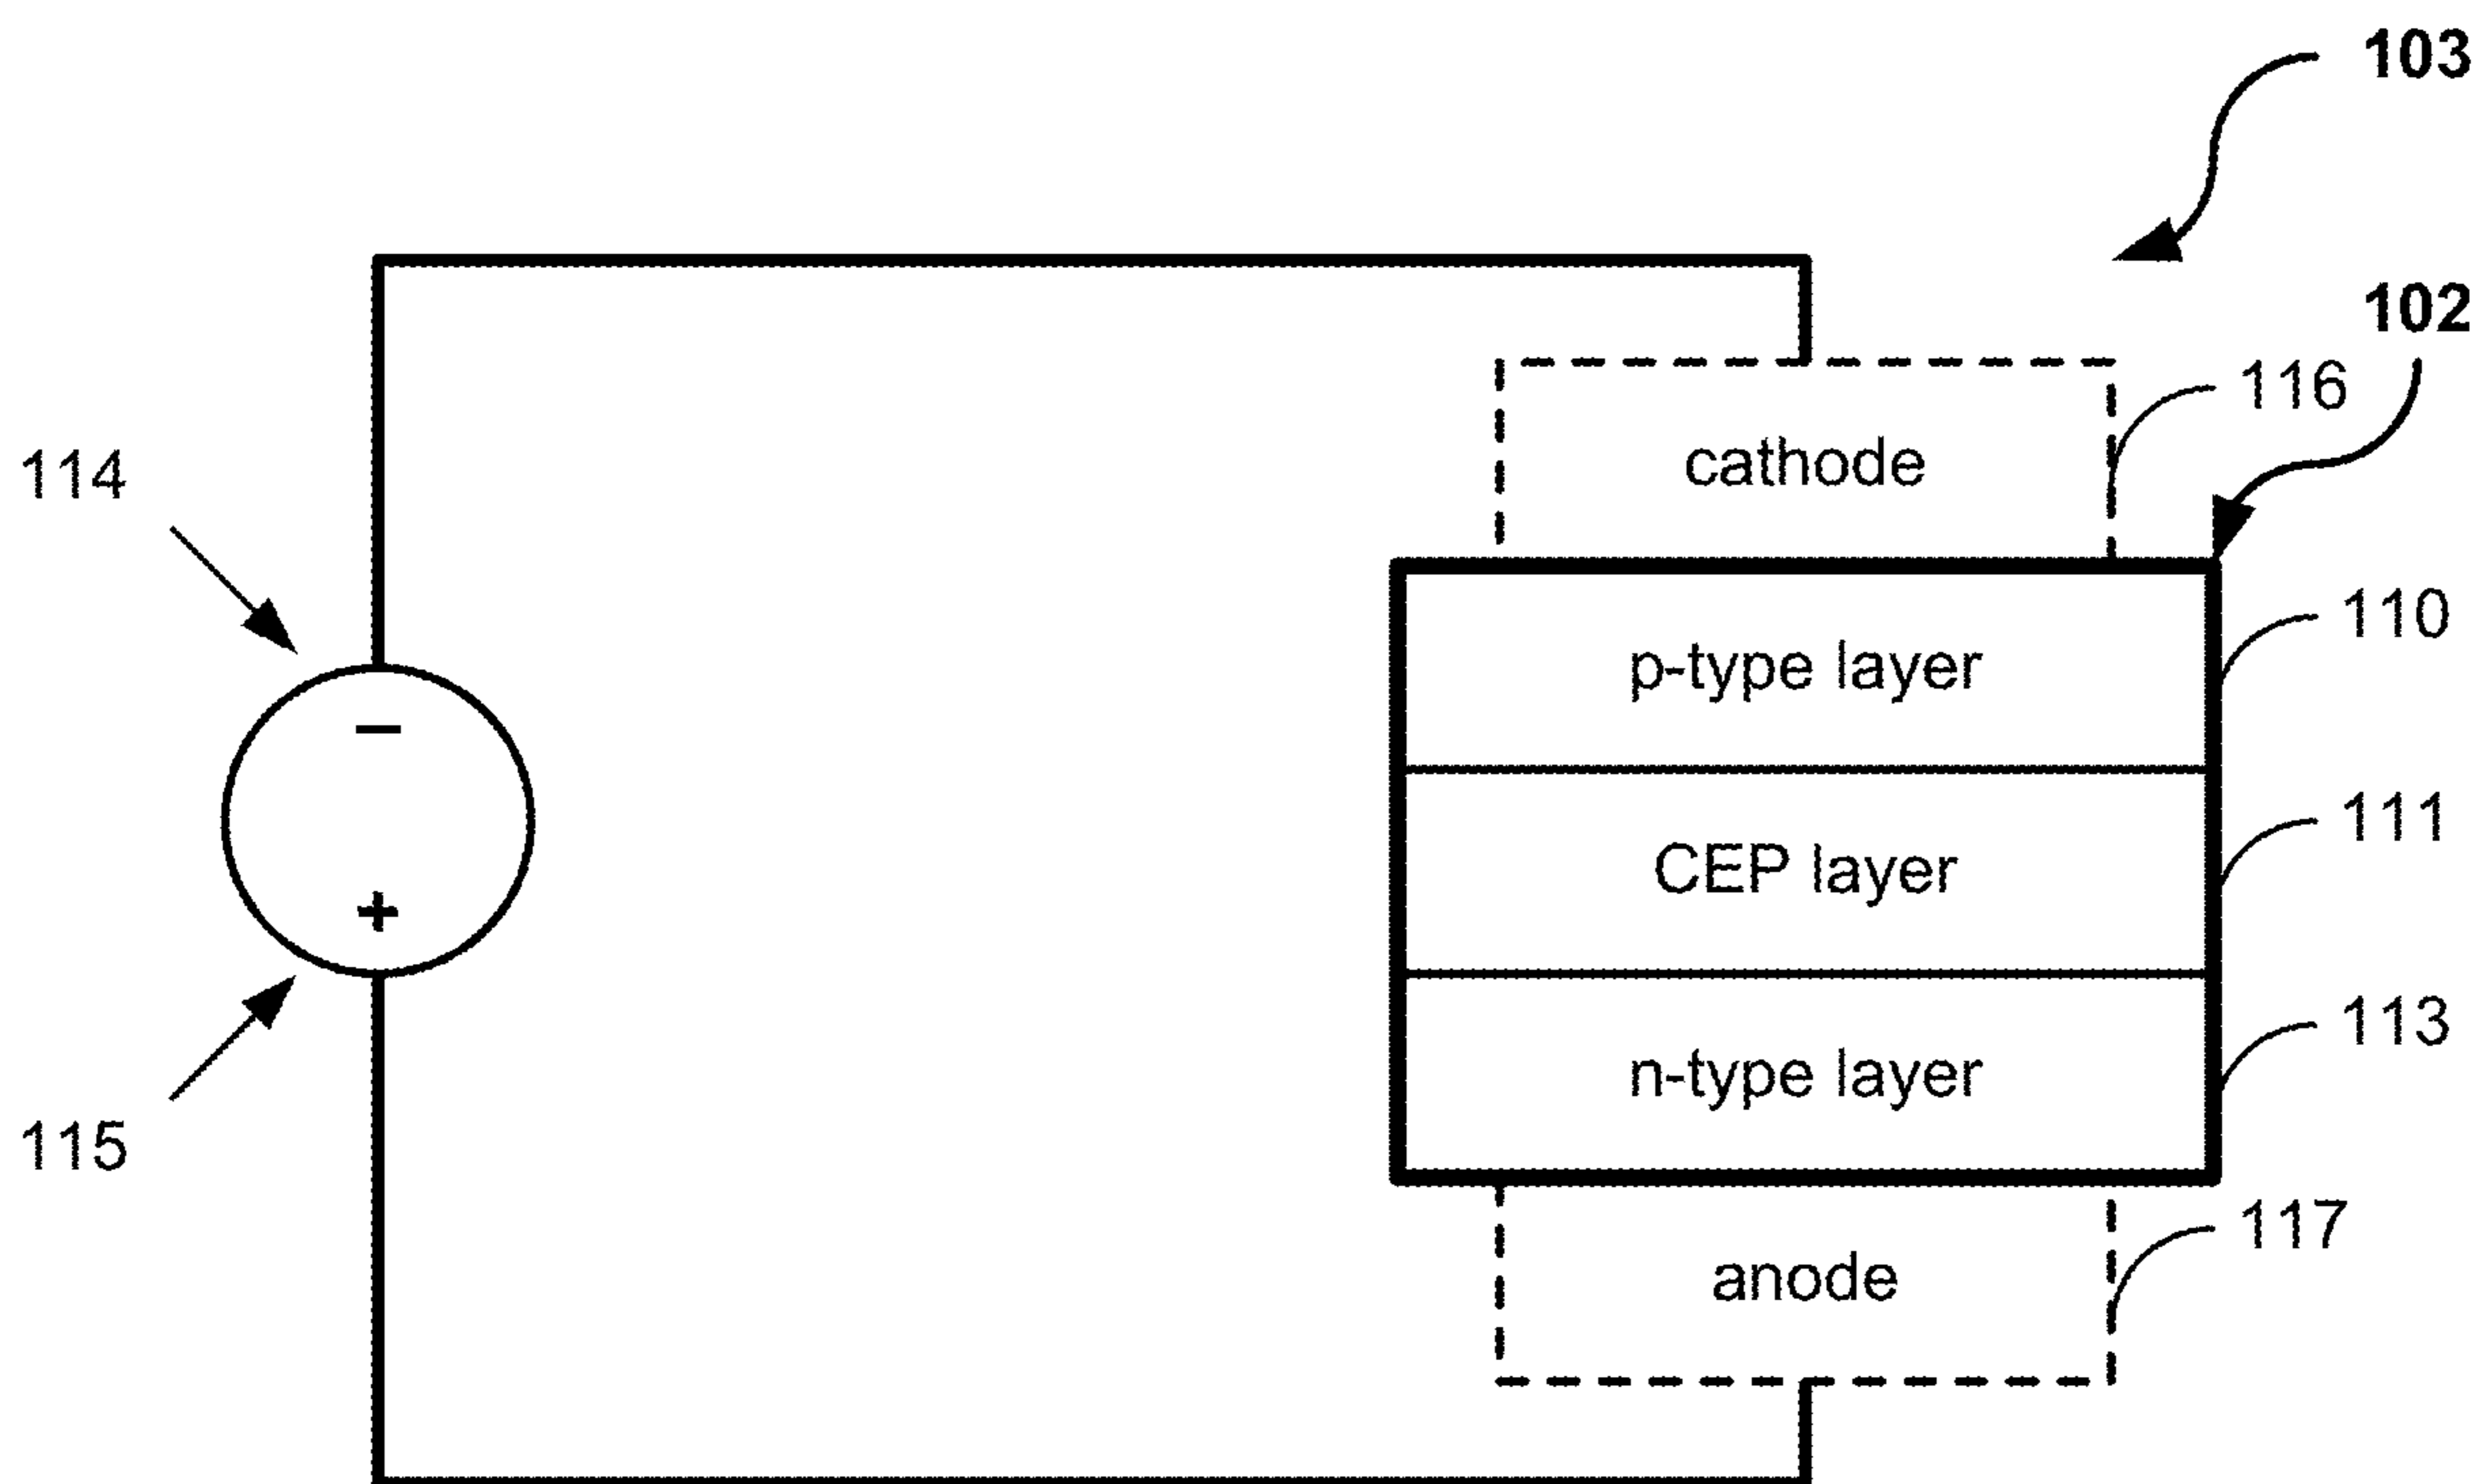 103
102
116
cathode
114
110
p-type layer
−
111
CEP layer
+
113
n-type layer
115
117
anode